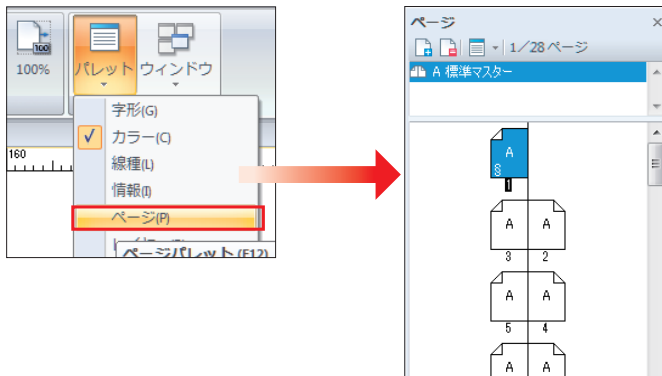 100
100%
パレット
ウィンドウ
字形(G)
カラー(C)
線種(L)
情報(I)
ページ(P)
ページパレット(F12)
160
ページ
1/28ページ
A 標準マスター
A
§
1
A A
3 2
A A
5 4
A A